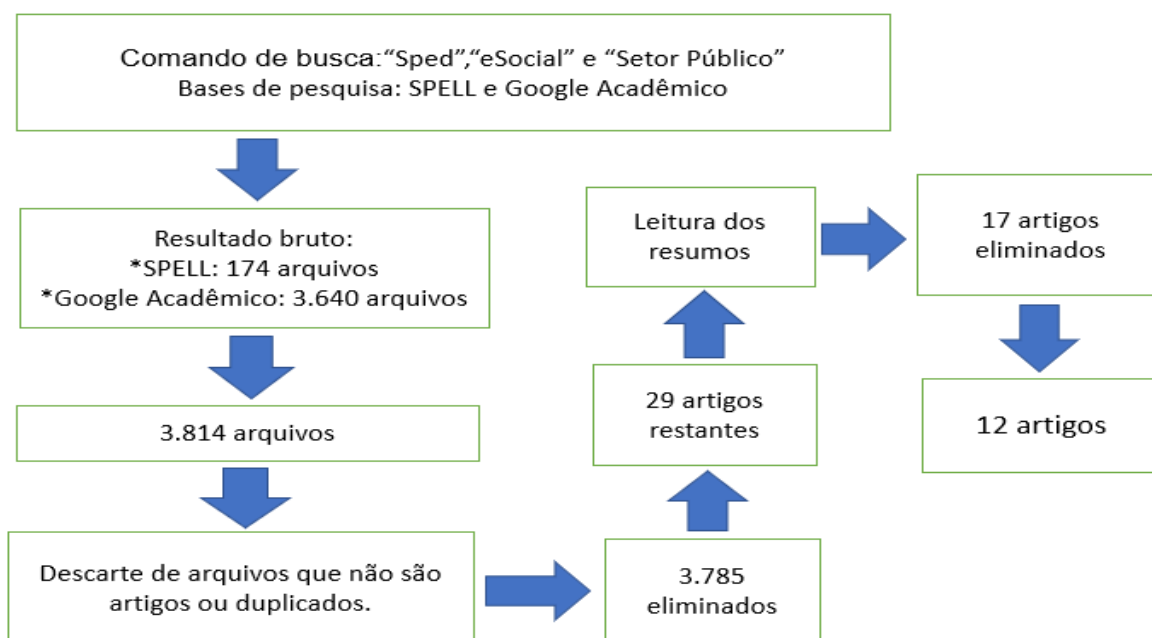 Comando de busca:“Sped”,“eSocial” e “Setor Público”
Bases de pesquisa: SPELL e Google Acadêmico
Resultado bruto:
*SPELL: 174 arquivos
*Google Acadêmico: 3.640 arquivos
3.814 arquivos
Descarte de arquivos que não são
artigos ou duplicados.
3.785
eliminados
29 artigos
restantes
Leitura dos
resumos
17 artigos
eliminados
12 artigos